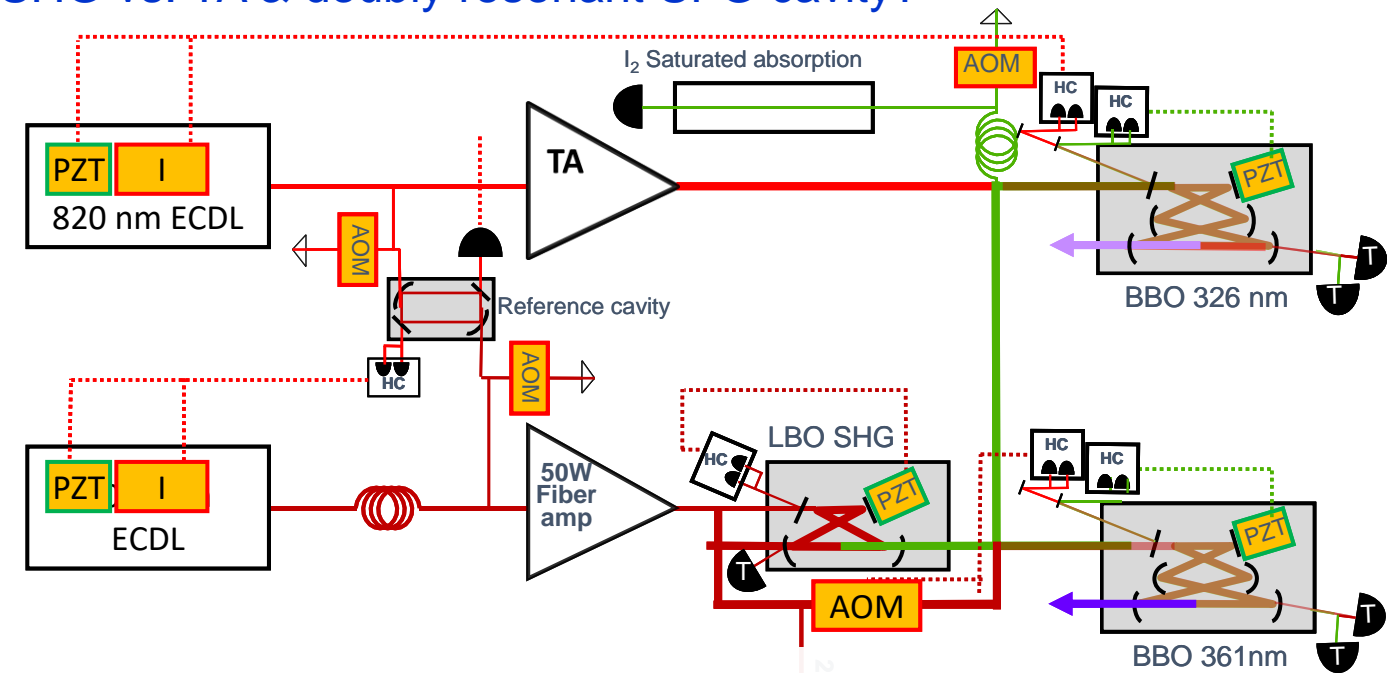 I2 Saturated absorption
AOM
HC
HC
PZT I
820 nm ECDL
TA
PZT
AOM
Reference cavity
T
T
BBO 326 nm
HC
AOM
PZT I
ECDL
50W
Fiber
amp
LBO SHG
HC
PZT
T
AOM
HC
HC
PZT
T
T
BBO 361nm
2